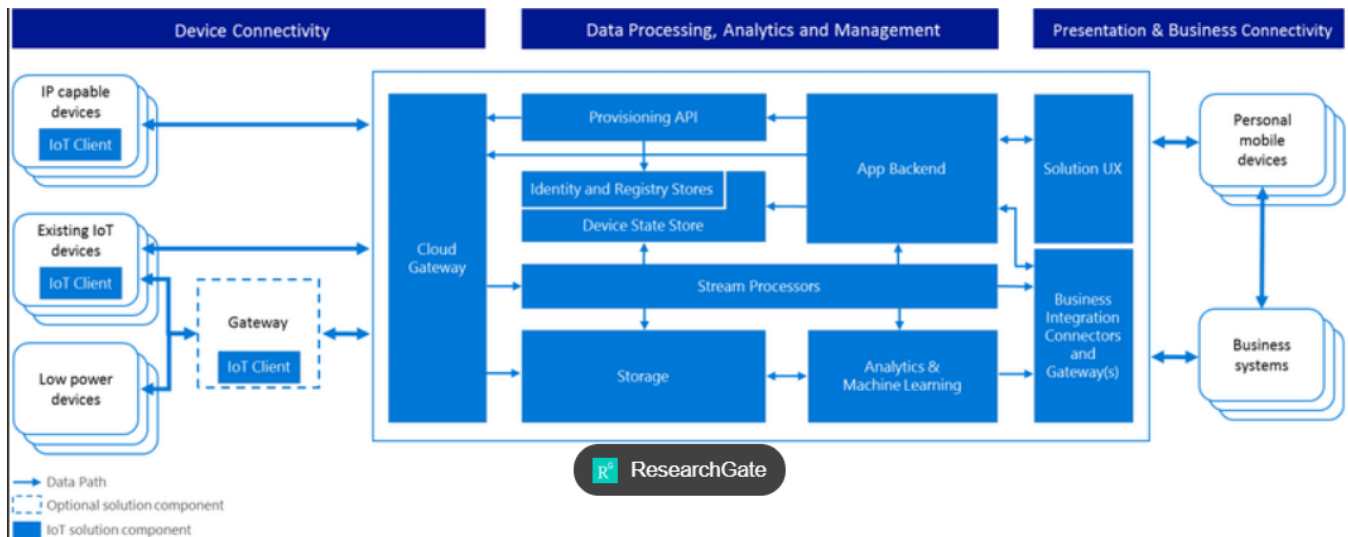 Device Connectivity
Data Processing, Analytics and Management
Presentation & Business Connectivity
IP capable
devices
IoT Client
Existing IoT
devices
IoT Client
Low power
devices
Gateway
IoT Client
Cloud
Gateway
Provisioning API
Identity and Registry Stores
Device State Store
App Backend
Stream Processors
Storage
Analytics &
Machine Learning
Solution UX
Business
Integration
Connectors
and
Gateway(s)
Personal
mobile
devices
Business
systems
RG ResearchGate
Data Path
Optional solution component
IoT solution component